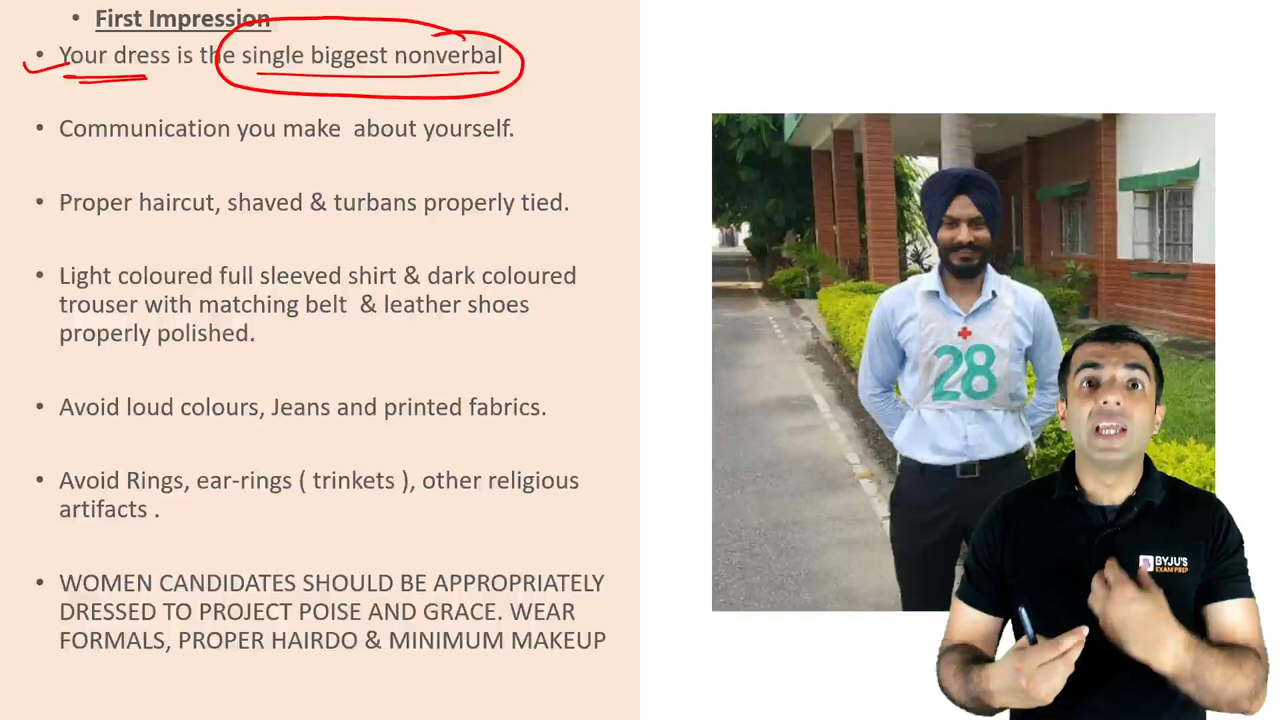 First Impression
Your dress is the single biggest nonverbal
Communication you make about yourself.
Proper haircut, shaved & turbans properly tied.
Light coloured full sleeved shirt & dark coloured
trouser with matching belt & leather shoes
properly polished.
Avoid loud colours, Jeans and printed fabrics.
Avoid Rings, ear-rings ( trinkets ), other religious
artifacts .
WOMEN CANDIDATES SHOULD BE APPROPRIATELY
DRESSED TO PROJECT POISE AND GRACE. WEAR
FORMALS, PROPER HAIRDO & MINIMUM MAKEUP
28
BYJU'S
EXAM PREP